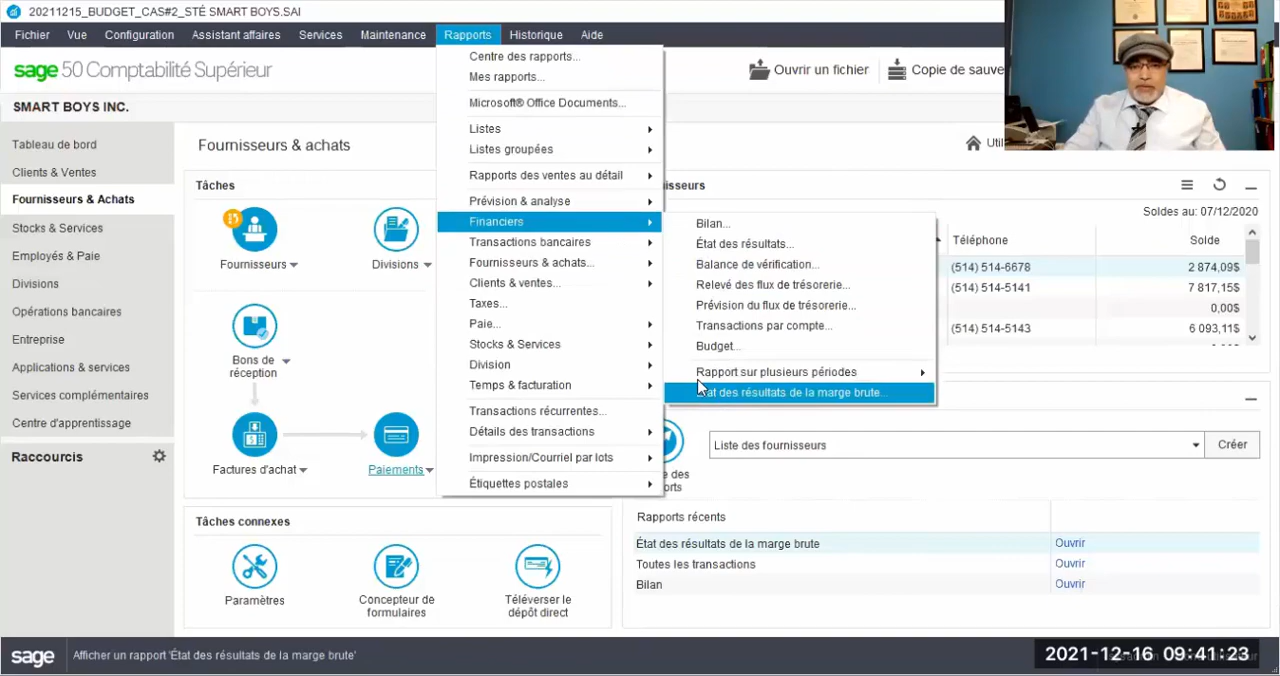 20211215_BUDGET_CAS#2_STÉ SMART BOYS.SAI
Fichier Vue Configuration Assistant affaires Services Maintenance Rapports Historique Aide
sage 50 Comptabilité Supérieur
Ouvrir un fichier
Copie de sauve
SMART BOYS INC.
Tableau de bord
Clients & Ventes
Fournisseurs & Achats
Stocks & Services
Employés & Paie
Divisions
Opérations bancaires
Entreprise
Applications & services
Services complémentaires
Centre d'apprentissage
Raccourcis
Fournisseurs & achats
Tâches
15
Fournisseurs
Divisions
Bons de
réception
Factures d'achat
Paiements
Tâches connexes
Paramètres
Concepteur de
formulaires
Téléverser le
dépôt direct
Centre des rapports...
Mes rapports...
Microsoft® Office Documents...
Listes
Listes groupées
Rapports des ventes au détail
Prévision & analyse
Financiers
Transactions bancaires
Fournisseurs & achats...
Clients & ventes...
Taxes...
Paie...
Stocks & Services
Division
Temps & facturation
Transactions récurrentes...
Détails des transactions
Impression/Courriel par lots
Étiquettes postales
Bilan...
État des résultats...
Balance de vérification...
Relevé des flux de trésorerie...
Prévision du flux de trésorerie...
Transactions par compte...
Budget...
Rapport sur plusieurs périodes
tat des résultats de la marge brute...
Util
isseurs
Soldes au: 07/12/2020
Téléphone Solde
(514) 514-6678 2 874,09$
(514) 514-5141 7 817,15$
0,00$
(514) 514-5143 6 093,11$
e des
orts
Liste des fournisseurs
Créer
Rapports récents
État des résultats de la marge brute Ouvrir
Toutes les transactions Ouvrir
Bilan Ouvrir
sage
Afficher un rapport 'État des résultats de la marge brute'
2021-12-16 09:41:23